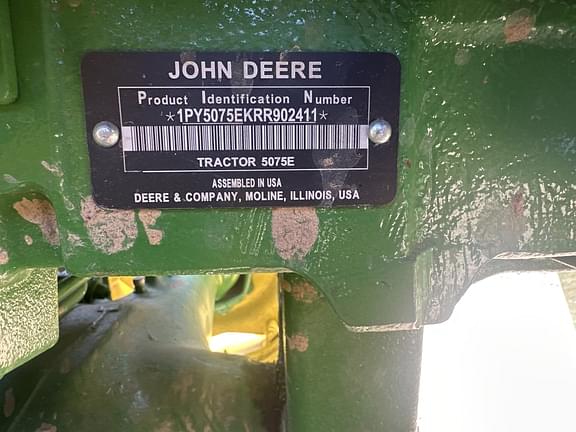 JOHN DEERE
Product Identification Number
*1PY5075EKRR902411*
TRACTOR 5075E
ASSEMBLED IN USA
DEERE & COMPANY, MOLINE, ILLINOIS, USA